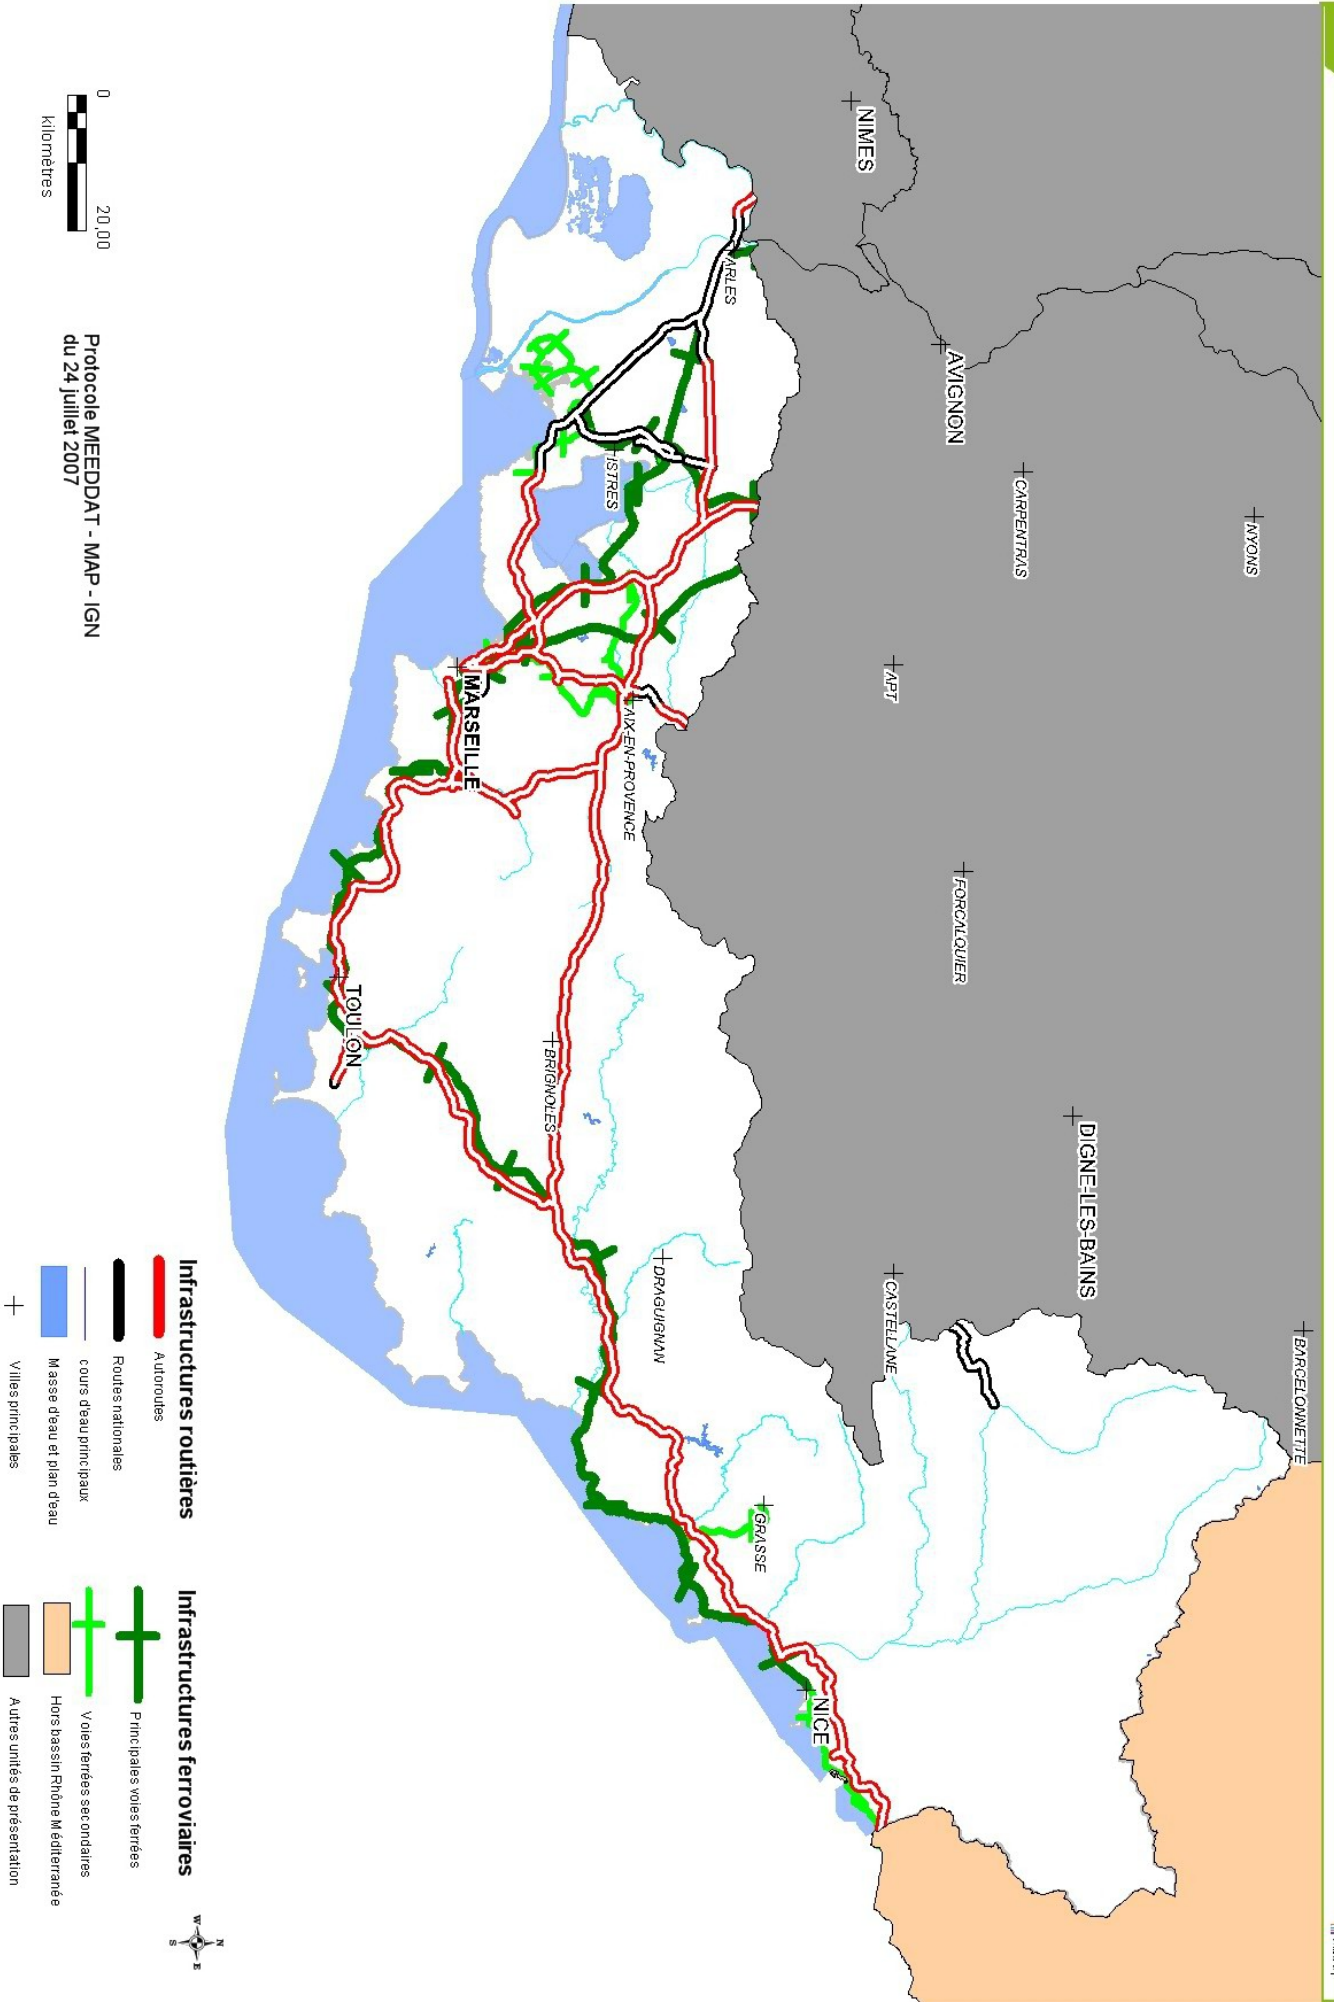 NYONS
BARCELONNETTE
CARPENTRAS
DIGNE-LES-BAINS
AVIGNON
FORCALQUIER
APT
CASTELLANE
NIMES
GRASSE
NICE
ARLES
DRAGUIGNAN
AIX-EN-PROVENCE
ISTRES
BRIGNOLES
MARSEILLE
TOULON
0 20,00
kilomètres
Protocole MEEDDAT - MAP - IGN
du 24 juillet 2007
Infrastructures routières
Autoroutes
Routes nationales
cours d'eau principaux
Masse d'eau et plan d'eau
Villes principales
Infrastructures ferroviaires
Principales voies ferrées
Voies ferrées secondaires
Hors bassin Rhône Méditerranée
Autres unités de présentation
N
W E
S